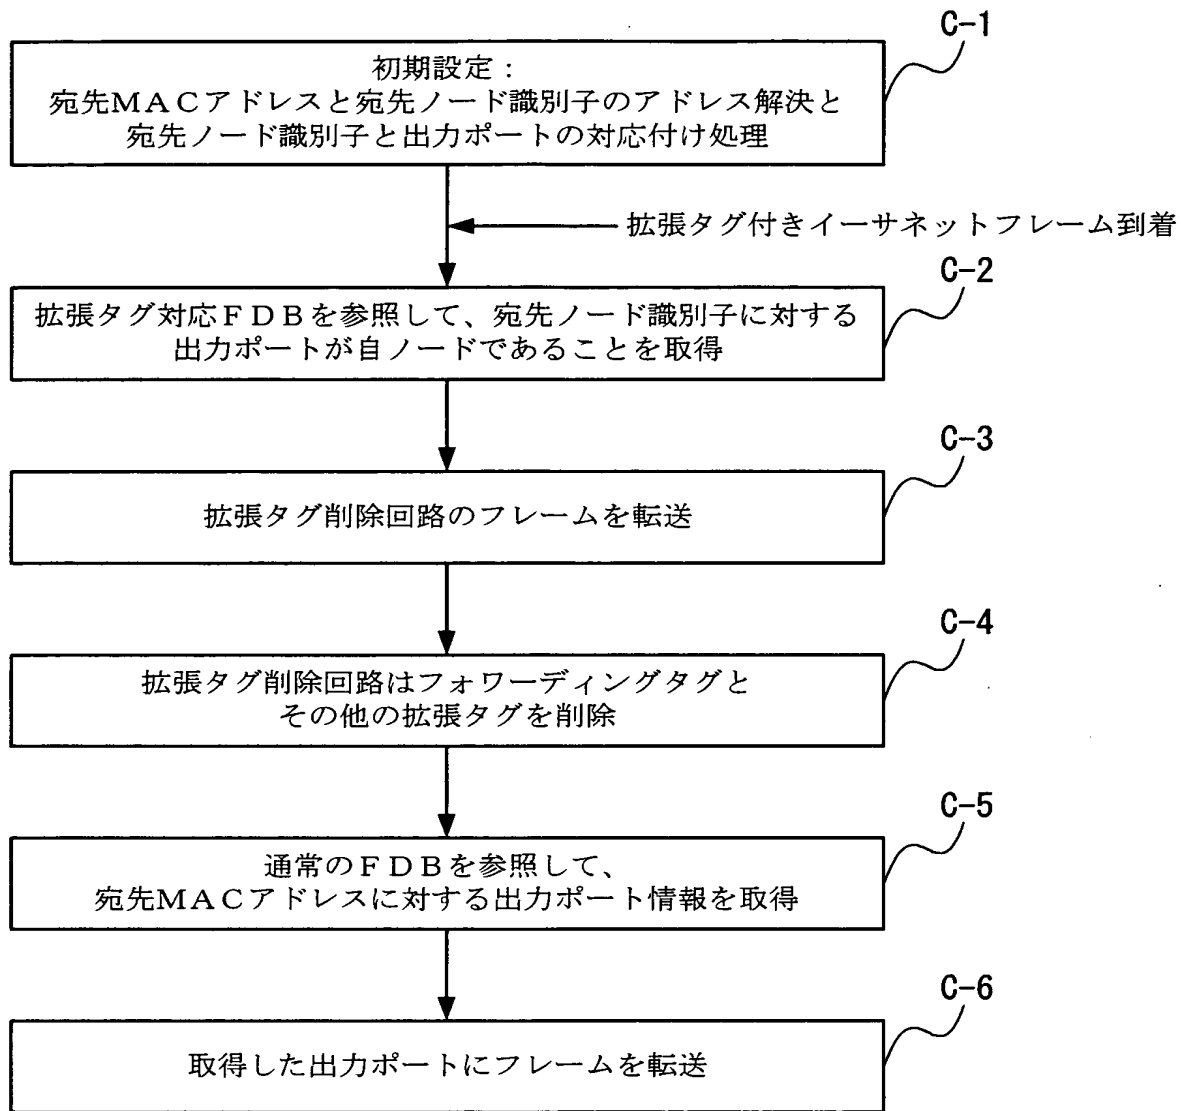 C-1
初期設定：
宛先MACアドレスと宛先ノード識別子のアドレス解決と
宛先ノード識別子と出力ポートの対応付け処理
拡張タグ付きイーサネットフレーム到着
C-2
拡張タグ対応FDBを参照して、宛先ノード識別子に対する
出力ポートが自ノードであることを取得
C-3
拡張タグ削除回路のフレームを転送
C-4
拡張タグ削除回路はフォワーディングタグと
その他の拡張タグを削除
C-5
通常のFDBを参照して、
宛先MACアドレスに対する出力ポート情報を取得
C-6
取得した出力ポートにフレームを転送